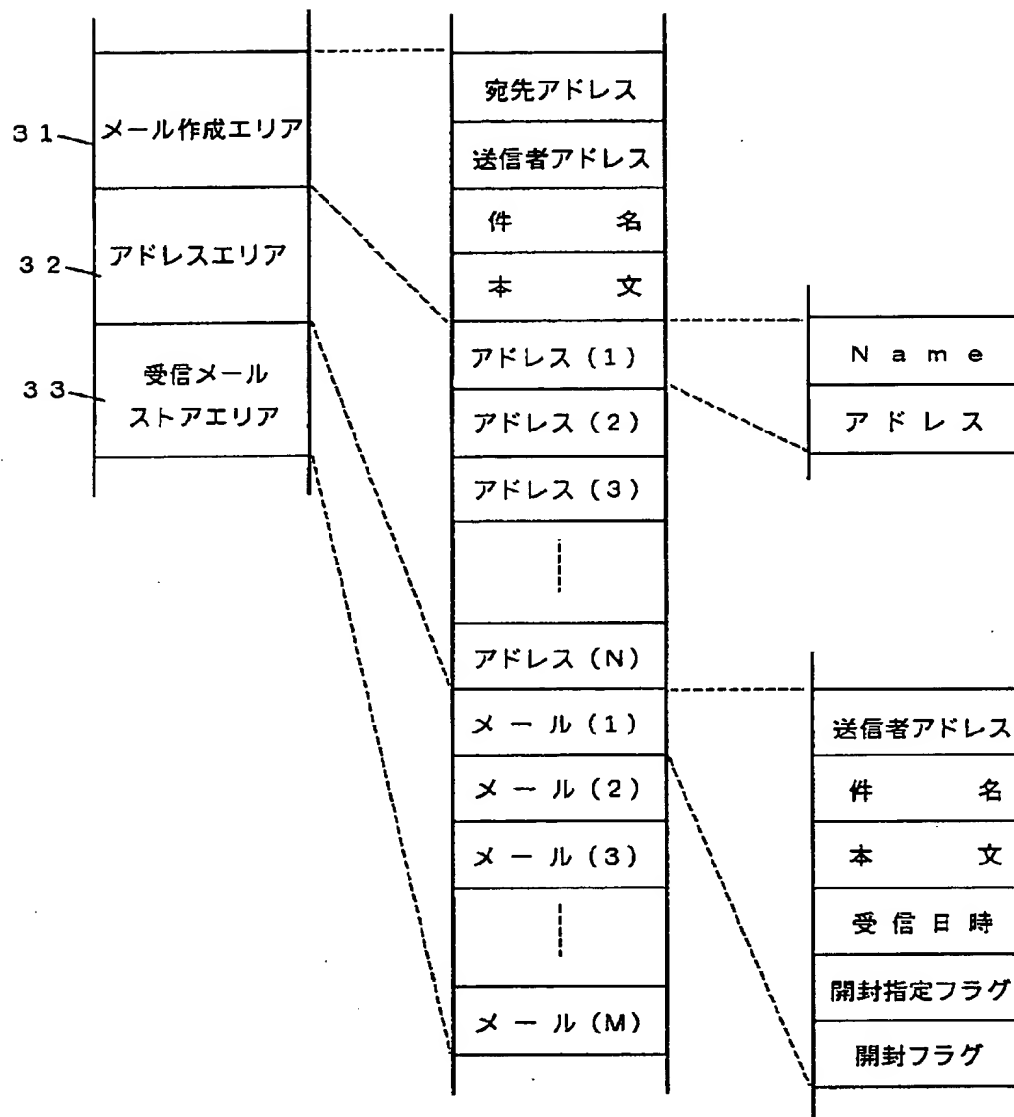 31
メール作成エリア
32
アドレスエリア
33
受信メール
ストアエリア
宛先アドレス
送信者アドレス
件　　　名
本　　　文
アドレス(1)
アドレス(2)
アドレス(3)
アドレス(N)
メール(1)
メール(2)
メール(3)
メール(M)
Name
アドレス
送信者アドレス
件　　　名
本　　　文
受信日時
開封指定フラグ
開封フラグ